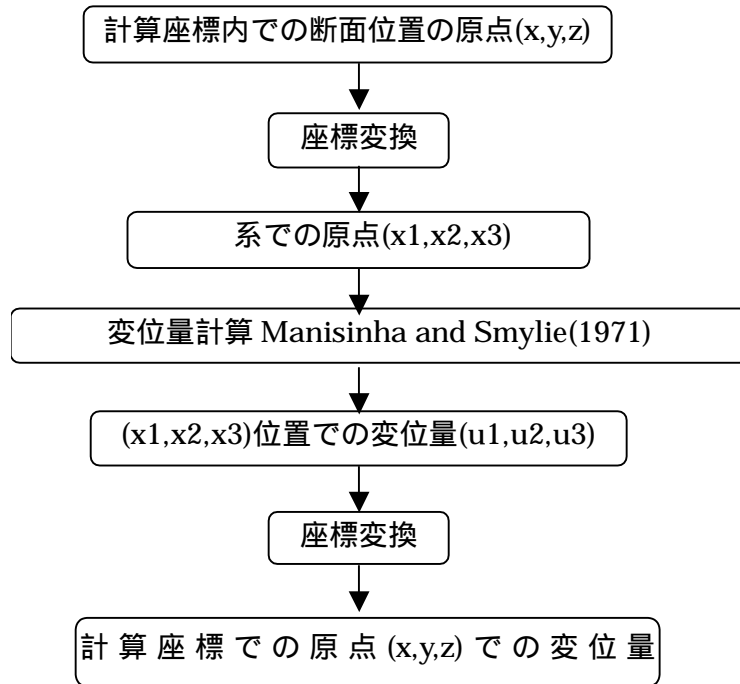 計算座標内での断面位置の原点(x,y,z)
座標変換
系での原点(x1,x2,x3)
変位量計算 Manisinha and Smylie(1971)
(x1,x2,x3)位置での変位量(u1,u2,u3)
座標変換
計算座標での原点(x,y,z)での変位量